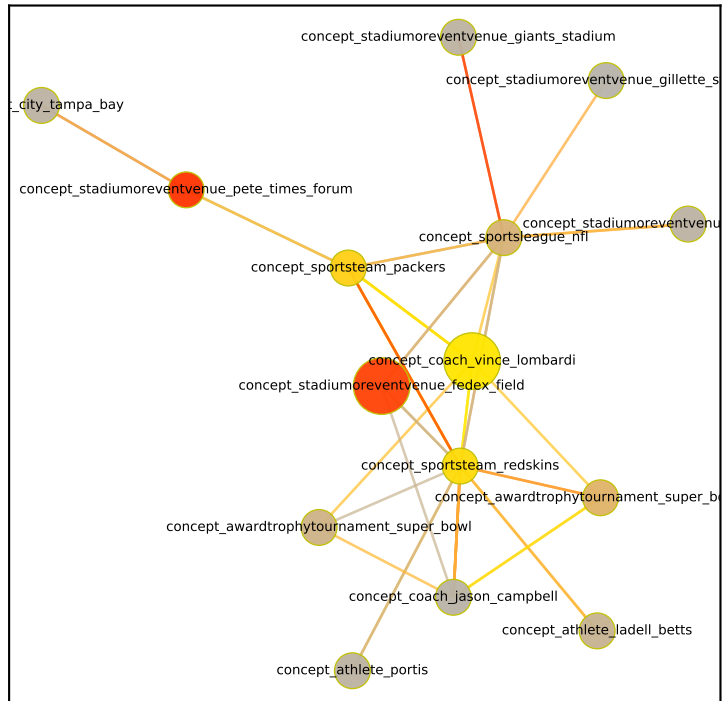 concept_stadiumoreventvenue_giants_stadium
concept_stadiumoreventvenue_gillette_s
t_city_tampa_bay
concept_stadiumoreventvenue_pete_times_forum
concept_stadiumoreventvenu
concept_sportsleague_nfl
concept_sportsteam_packers
concept_coach_vince_lombardi
concept_stadiumoreventvenue_fedex_field
concept_sportsteam_redskins
concept_awardtrophytournament_super_bo
concept_awardtrophytournament_super_bowl
concept_coach_jason_campbell
concept_athlete_ladell_betts
concept_athlete_portis